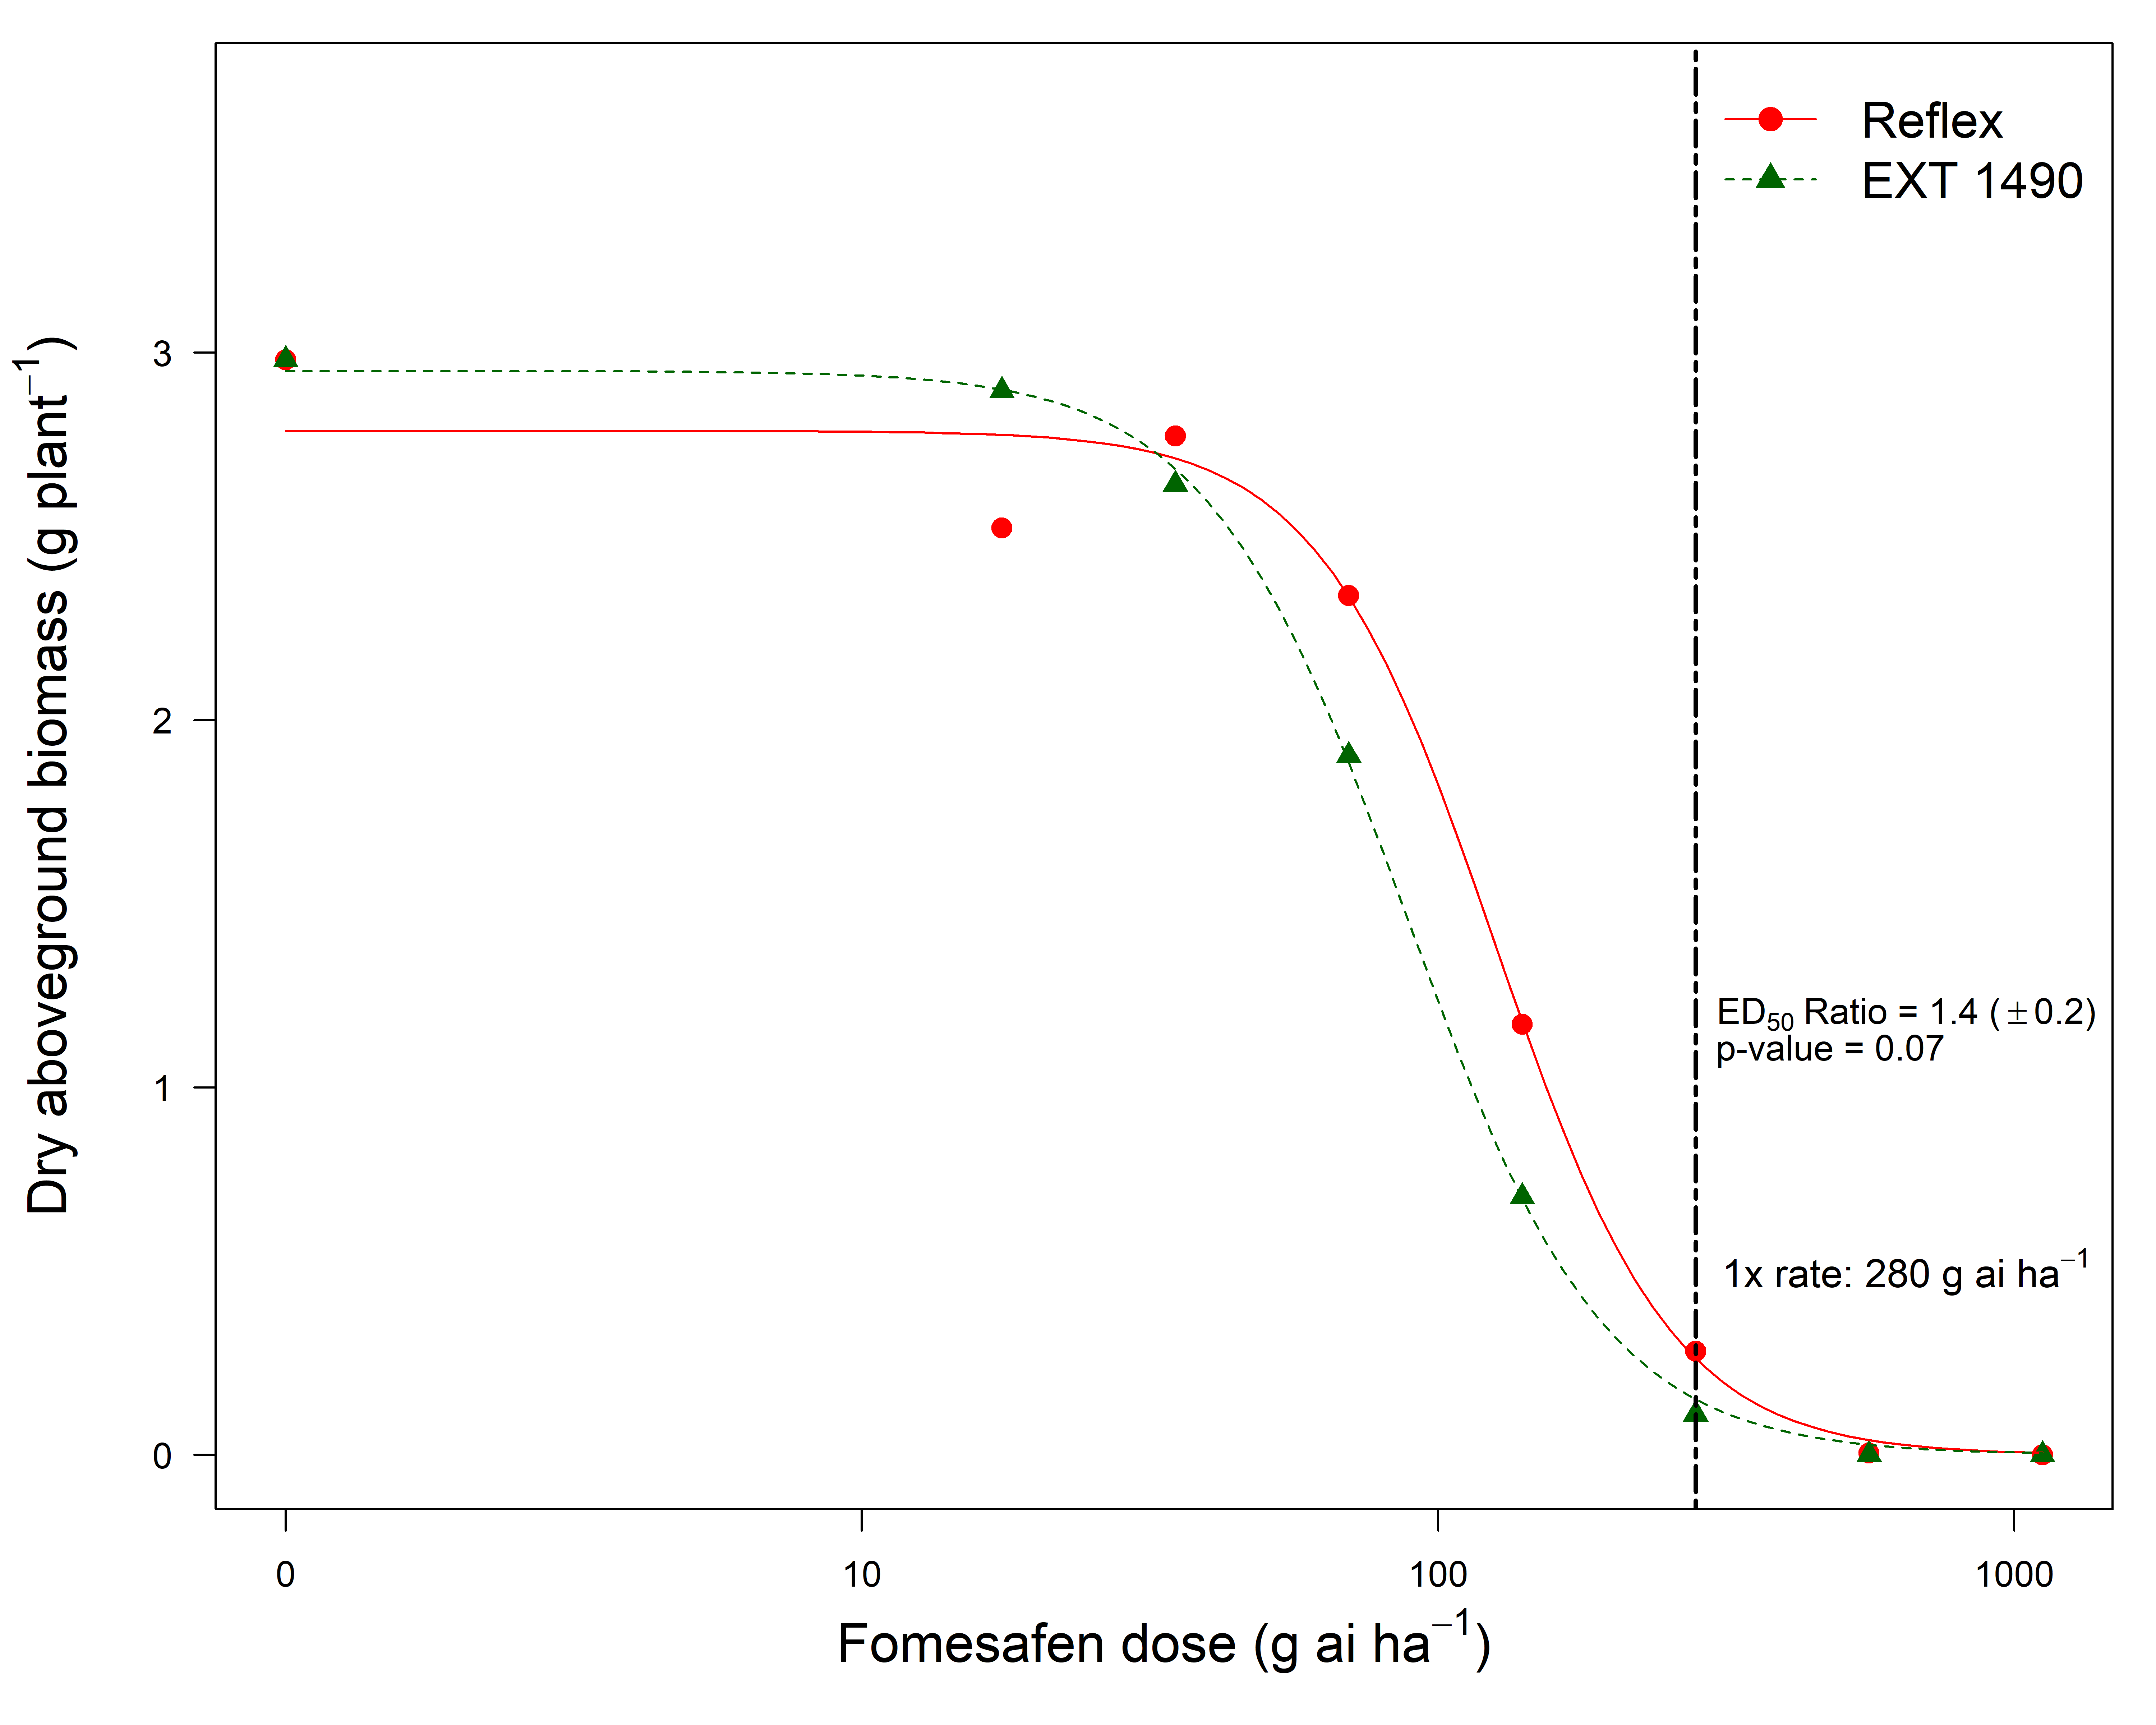 Reflex
EXT 1490
Dry aboveground biomass (g plant⁻¹)
3
2
1
0
ED₅₀ Ratio = 1.4 (±0.2)
p-value = 0.07
1x rate: 280 g ai ha⁻¹
0 10 100 1000
Fomesafen dose (g ai ha⁻¹)